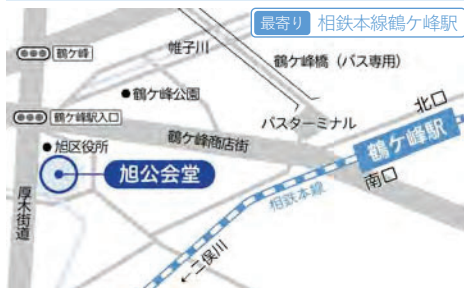 最寄り 相鉄本線鶴ケ峰駅
鶴ケ峰
帷子川
鶴ケ峰橋（バス専用）
鶴ケ峰公園
北口
鶴ケ峰駅入口
バスターミナル
鶴ケ峰商店街
鶴ケ峰駅
旭区役所
旭公会堂
南口
厚木街道
相鉄本線
←二俣川